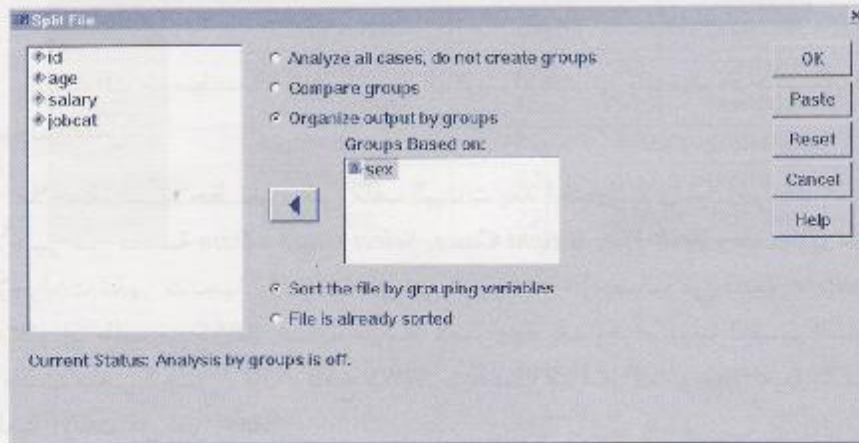 Split File
id
age
salary
jobcat
Analyze all cases, do not create groups
Compare groups
Organize output by groups
Groups Based on:
sex
Sort the file by grouping variables
File is already sorted
OK
Paste
Reset
Cancel
Help
Current Status: Analysis by groups is off.